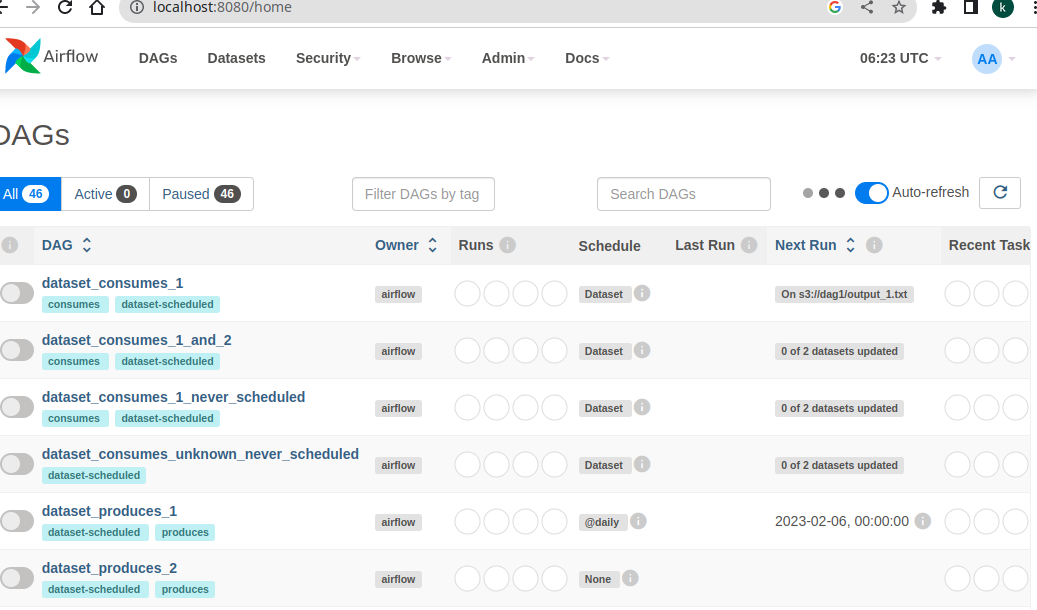 localhost:8080/home
k
Airflow DAGs Datasets Security Browse Admin Docs 06:23 UTC AA
DAGs
All 46 Active 0 Paused 46 Filter DAGs by tag Search DAGs Auto-refresh
DAG Owner Runs Schedule Last Run Next Run Recent Task
dataset_consumes_1
consumes dataset-scheduled airflow Dataset On s3://dag1/output_1.txt
dataset_consumes_1_and_2
consumes dataset-scheduled airflow Dataset 0 of 2 datasets updated
dataset_consumes_1_never_scheduled
consumes dataset-scheduled airflow Dataset 0 of 2 datasets updated
dataset_consumes_unknown_never_scheduled
dataset-scheduled airflow Dataset 0 of 2 datasets updated
dataset_produces_1
dataset-scheduled produces airflow @daily 2023-02-06, 00:00:00
dataset_produces_2
dataset-scheduled produces airflow None